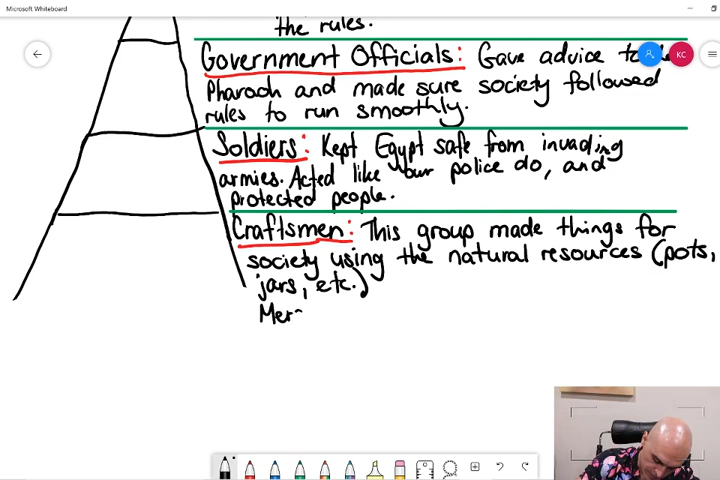 Microsoft Whiteboard
the rules.
Government Officials: Gave advice
KC
Pharaoh and made sure society followed
rules to run smoothly.
Soldiers: Kept Egypt safe from invading
armies. Acted like our police do, and
protected people.
Craftsmen: This group made things for
society using the natural resources (pots,
jars, etc.)
Mer